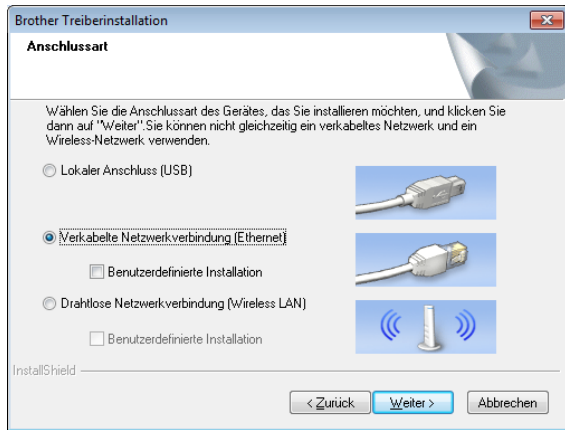 Brother Treiberinstallation
Anschlussart
Wählen Sie die Anschlussart des Gerätes, das Sie installieren möchten, und klicken Sie
dann auf "Weiter".Sie können nicht gleichzeitig ein verkabeltes Netzwerk und ein
Wireless-Netzwerk verwenden.
Lokaler Anschluss (USB)
Verkabelte Netzwerkverbindung (Ethernet)
Benutzerdefinierte Installation
Drahtlose Netzwerkverbindung (Wireless LAN)
Benutzerdefinierte Installation
InstallShield
< Zurück Weiter > Abbrechen